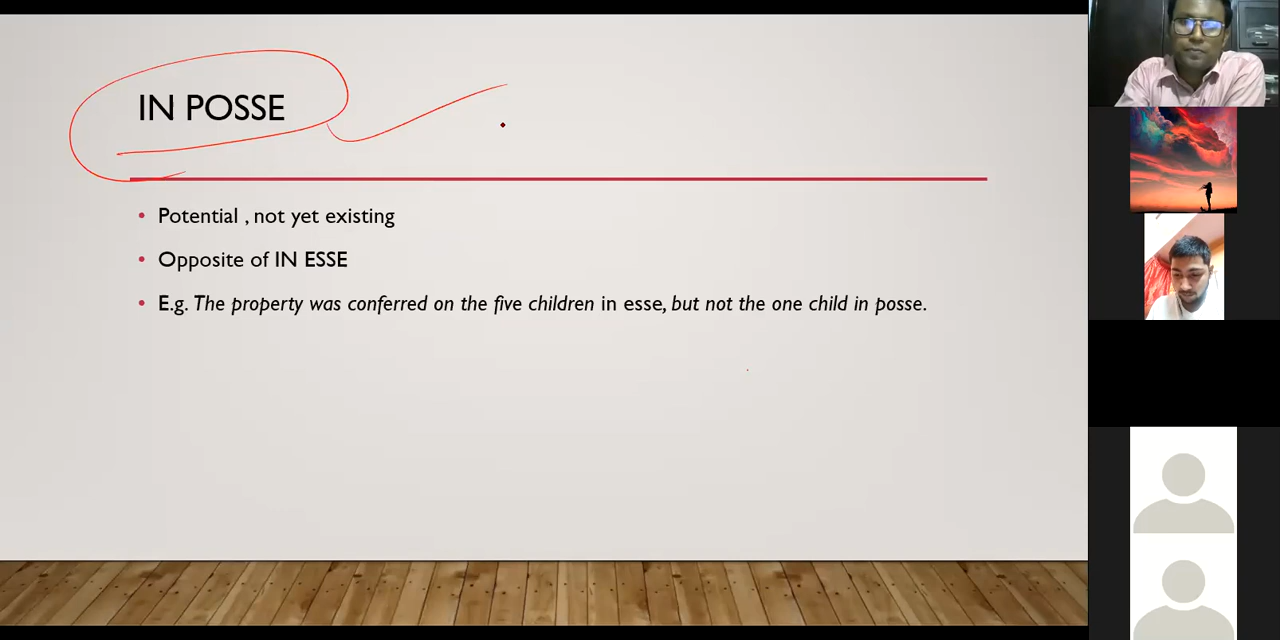 IN POSSE
• Potential , not yet existing
• Opposite of IN ESSE
• E.g. The property was conferred on the five children in esse, but not the one child in posse.